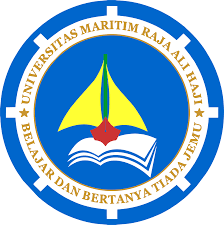 UNIVERSITAS MARITIM RAJA ALI HAJI
BELAJAR DAN BERTANYA TIADA JEMU